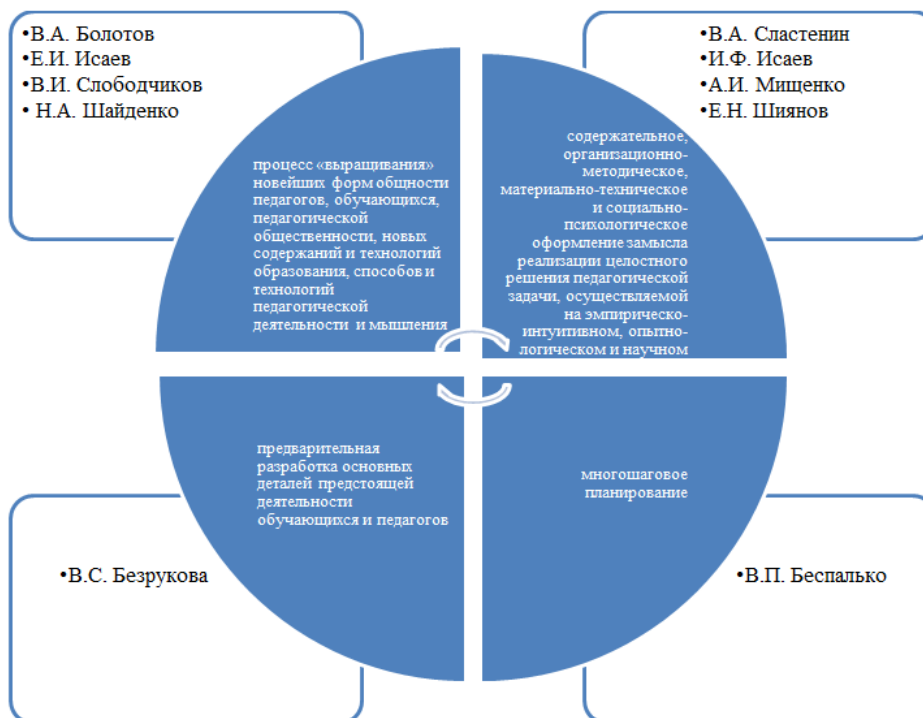 •В.А. Болотов
•Е.И. Исаев
•В.И. Слободчиков
• Н.А. Шайденко
•В.А. Сластенин
•И.Ф. Исаев
•А.И. Мищенко
•Е.Н. Шиянов
процесс «выращивания»
новейших форм общности
педагогов, обучающихся,
педагогической
общественности, новых
содержаний и технологий
образования, способов и
технологий
педагогической
деятельности и мышления
содержательное,
организационно-
методическое,
материально-техническое
и социально-
психологическое
оформление замысла
реализации целостного
решения педагогической
задачи, осуществляемой
на эмпирическо-
интуитивном, опытно-
логическом и научном
предварительная
разработка основных
деталей предстоящей
деятельности
обучающихся и педагогов
многошаговое
планирование
•В.С. Безрукова
•В.П. Беспалько